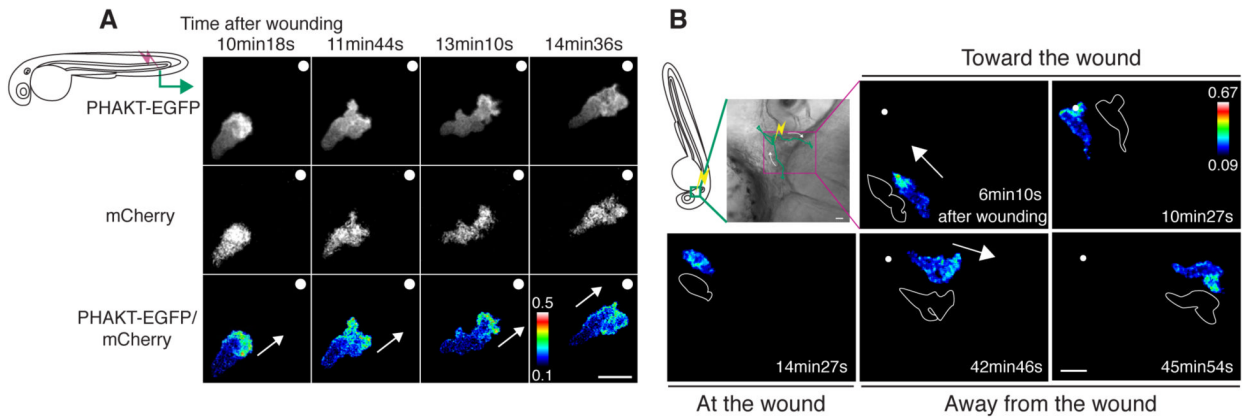 A
Time after wounding
10min18s
11min44s
13min10s
14min36s
PHAKT-EGFP
mCherry
PHAKT-EGFP/
mCherry
0.5
0.1
B
Toward the wound
6min10s
after wounding
0.67
0.09
10min27s
14min27s
42min46s
45min54s
At the wound
Away from the wound